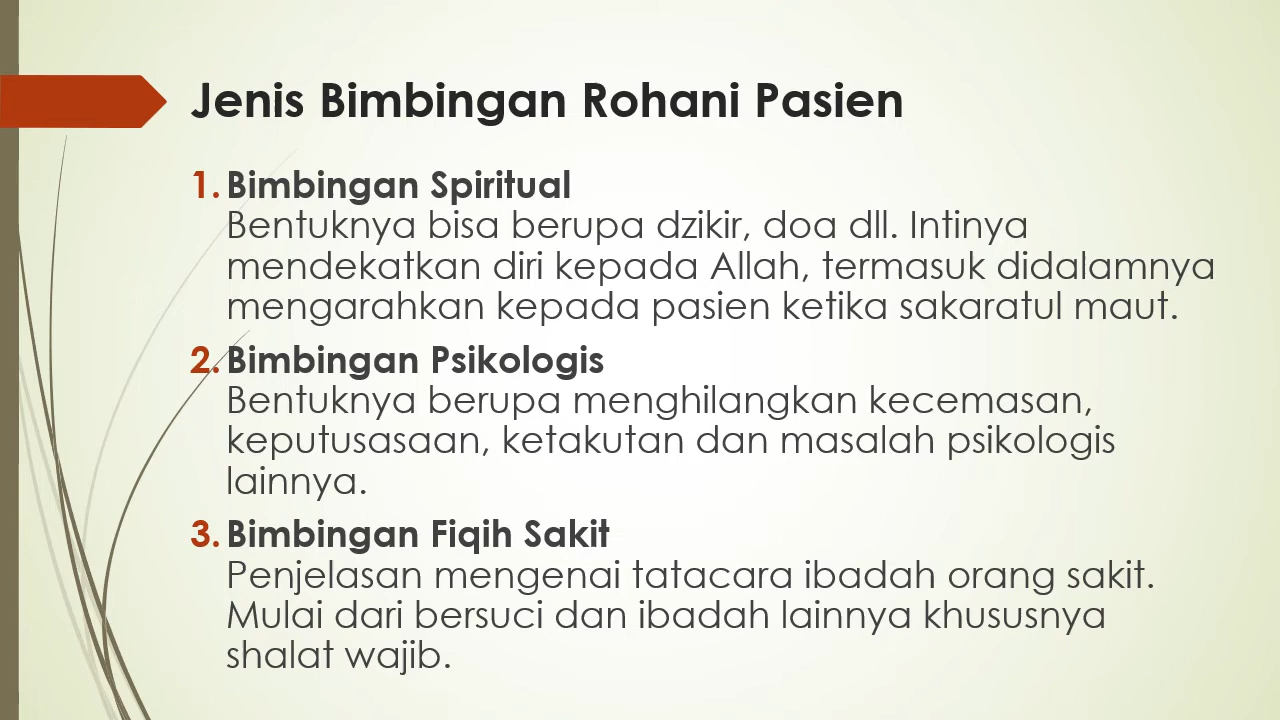 Jenis Bimbingan Rohani Pasien
1. Bimbingan Spiritual
Bentuknya bisa berupa dzikir, doa dll. Intinya
mendekatkan diri kepada Allah, termasuk didalamnya
mengarahkan kepada pasien ketika sakaratul maut.
2. Bimbingan Psikologis
Bentuknya berupa menghilangkan kecemasan,
keputusasaan, ketakutan dan masalah psikologis
lainnya.
3. Bimbingan Fiqih Sakit
Penjelasan mengenai tatacara ibadah orang sakit.
Mulai dari bersuci dan ibadah lainnya khususnya
shalat wajib.